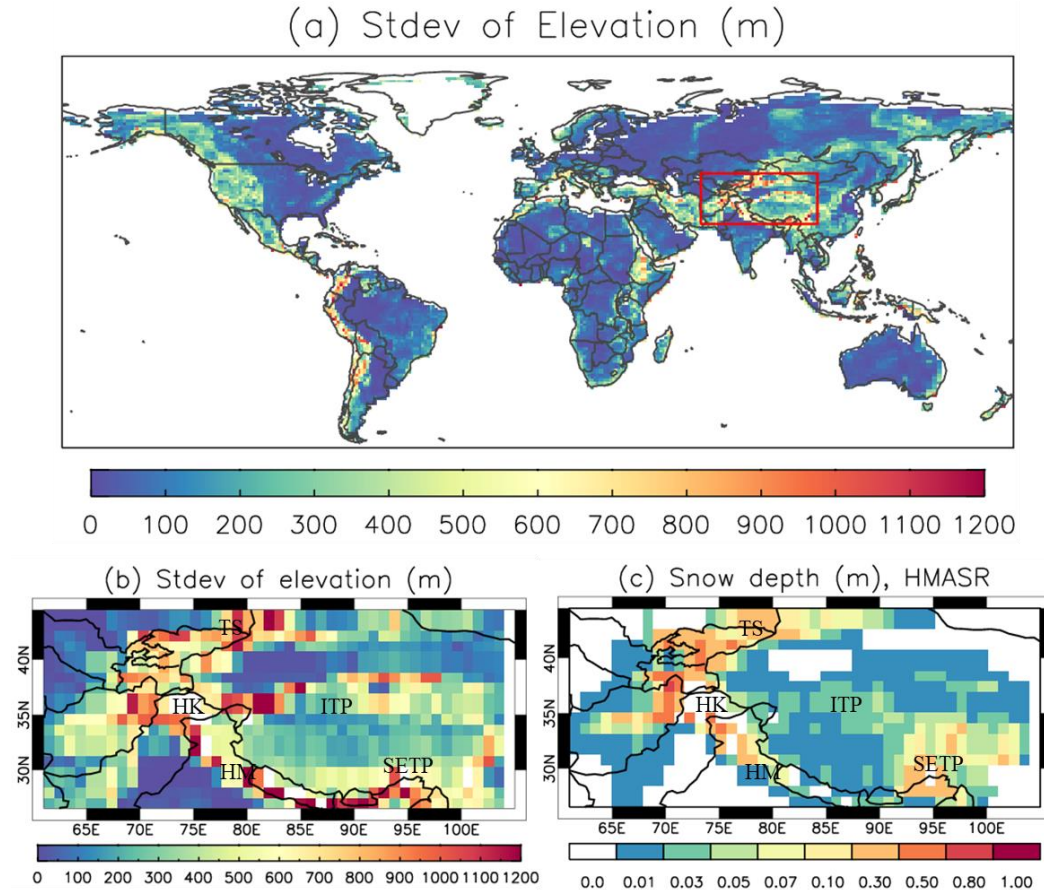 (a) Stdev of Elevation (m)
0 100 200 300 400 500 600 700 800 900 1000 1100 1200
(b) Stdev of elevation (m)
40N
35N
30N
TS
HK
ITP
HM
SETP
65E 70E 75E 80E 85E 90E 95E 100E
0 100 200 300 400 500 600 700 800 900 1000 1100 1200
(c) Snow depth (m), HMASR
40N
35N
30N
TS
HK
ITP
HM
SETP
65E 70E 75E 80E 85E 90E 95E 100E
0.0 0.01 0.03 0.05 0.07 0.10 0.30 0.50 0.80 1.00